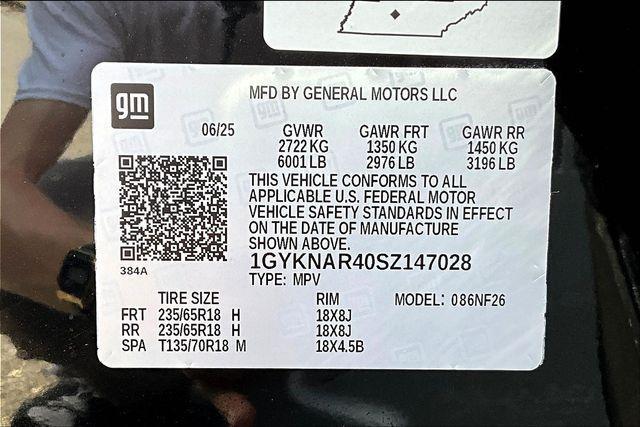 gm
MFD BY GENERAL MOTORS LLC
06/25 GVWR GAWR FRT GAWR RR
2722 KG 1350 KG 1450 KG
6001 LB 2976 LB 3196 LB
THIS VEHICLE CONFORMS TO ALL
APPLICABLE U.S. FEDERAL MOTOR
VEHICLE SAFETY STANDARDS IN EFFECT
ON THE DATE OF MANUFACTURE
SHOWN ABOVE.
384A
1GYKNAR40SZ147028
TYPE: MPV
TIRE SIZE RIM MODEL: 086NF26
FRT 235/65R18 H 18X8J
RR 235/65R18 H 18X8J
SPA T135/70R18 M 18X4.5B